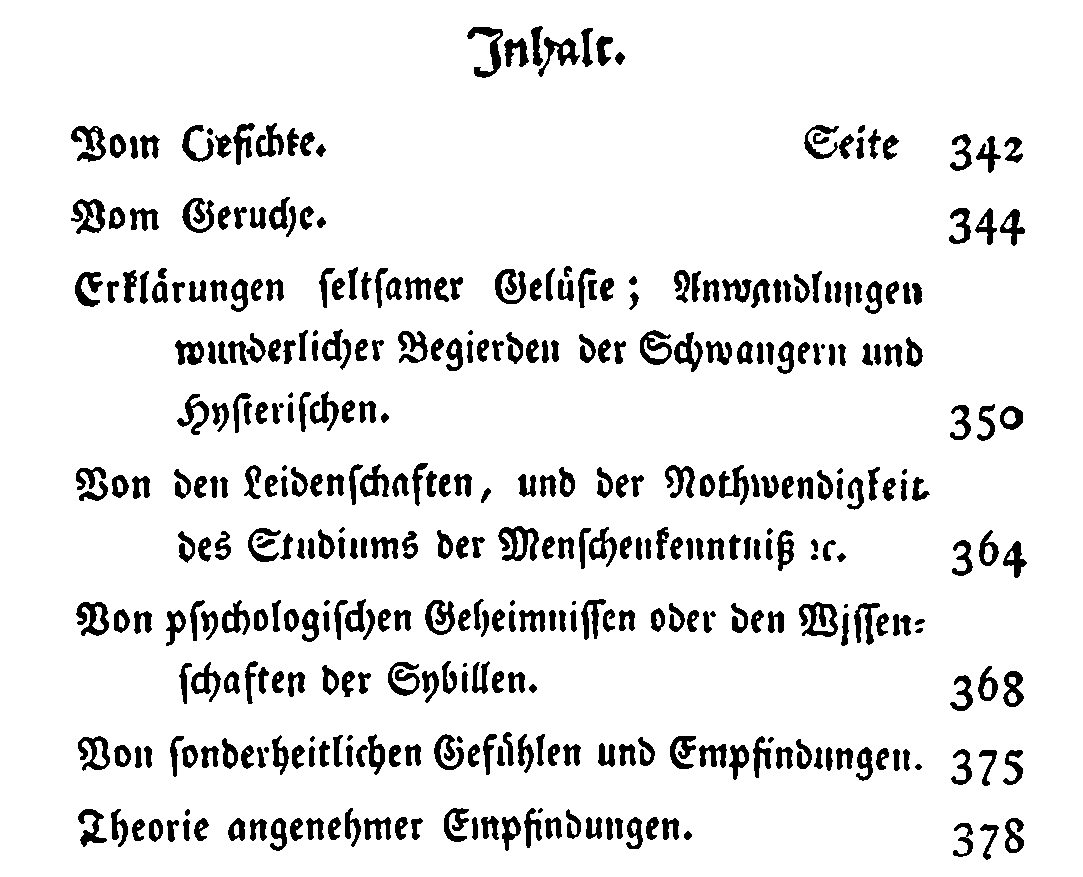 Inhalt.
Vom Gesichte. Seite 342
Vom Geruche. 344
Erklärungen seltsamer Gelüste; Anwandlungen
wunderlicher Begierden der Schwangern und
Hysterischen. 350
Von den Leidenschaften, und der Nothwendigkeit
des Studiums der Menschenkenntniß ꝛc. 364
Von psychologischen Geheimnissen oder den Wissen⸗
schaften der Sybillen. 368
Von sonderheitlichen Gefühlen und Empfindungen. 375
Theorie angenehmer Empfindungen. 378